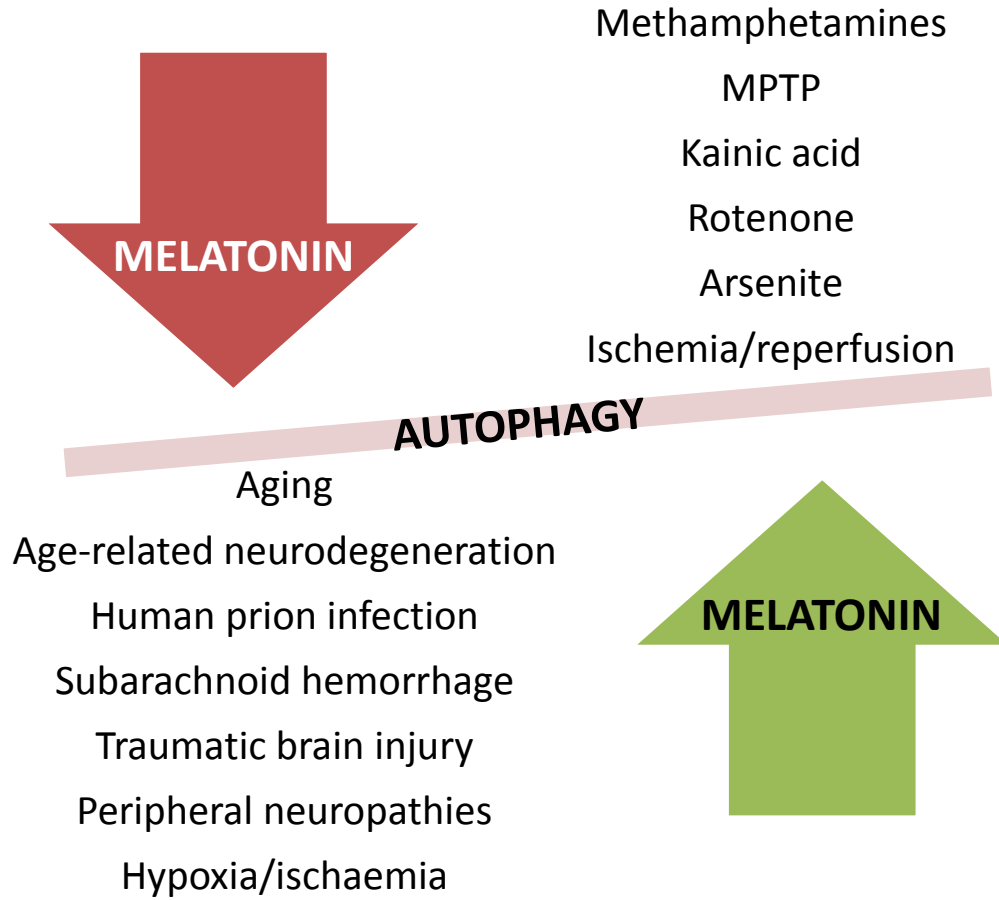 Methamphetamines
MPTP
Kainic acid
Rotenone
Arsenite
Ischemia/reperfusion
MELATONIN
AUTOPHAGY
Aging
Age-related neurodegeneration
Human prion infection
Subarachnoid hemorrhage
Traumatic brain injury
Peripheral neuropathies
Hypoxia/ischaemia
MELATONIN